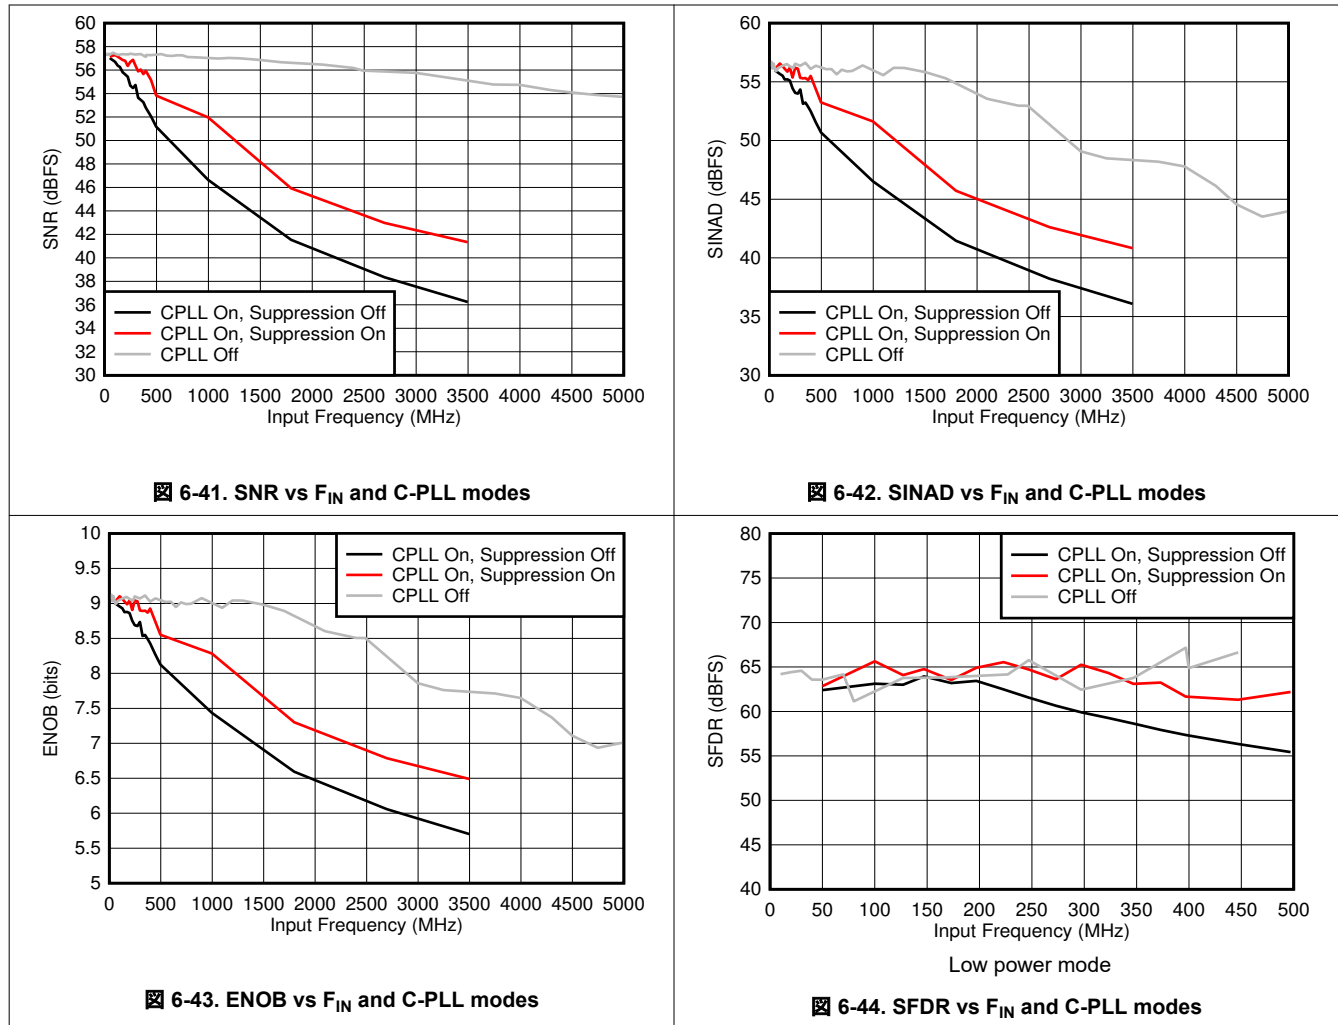 60
58
56
54
52
50
48
46
44
42
40
38
36
34
32
30
SNR (dBFS)
CPLL On, Suppression Off
CPLL On, Suppression On
CPLL Off
0 500 1000 1500 2000 2500 3000 3500 4000 4500 5000
Input Frequency (MHz)
図 6-41. SNR vs FIN and C-PLL modes
60
55
50
45
40
35
30
SINAD (dBFS)
CPLL On, Suppression Off
CPLL On, Suppression On
CPLL Off
0 500 1000 1500 2000 2500 3000 3500 4000 4500 5000
Input Frequency (MHz)
図 6-42. SINAD vs FIN and C-PLL modes
10
9.5
9
8.5
8
7.5
7
6.5
6
5.5
5
ENOB (bits)
CPLL On, Suppression Off
CPLL On, Suppression On
CPLL Off
0 500 1000 1500 2000 2500 3000 3500 4000 4500 5000
Input Frequency (MHz)
図 6-43. ENOB vs FIN and C-PLL modes
80
75
70
65
60
55
50
45
40
SFDR (dBFS)
CPLL On, Suppression Off
CPLL On, Suppression On
CPLL Off
0 50 100 150 200 250 300 350 400 450 500
Input Frequency (MHz)
Low power mode
図 6-44. SFDR vs FIN and C-PLL modes